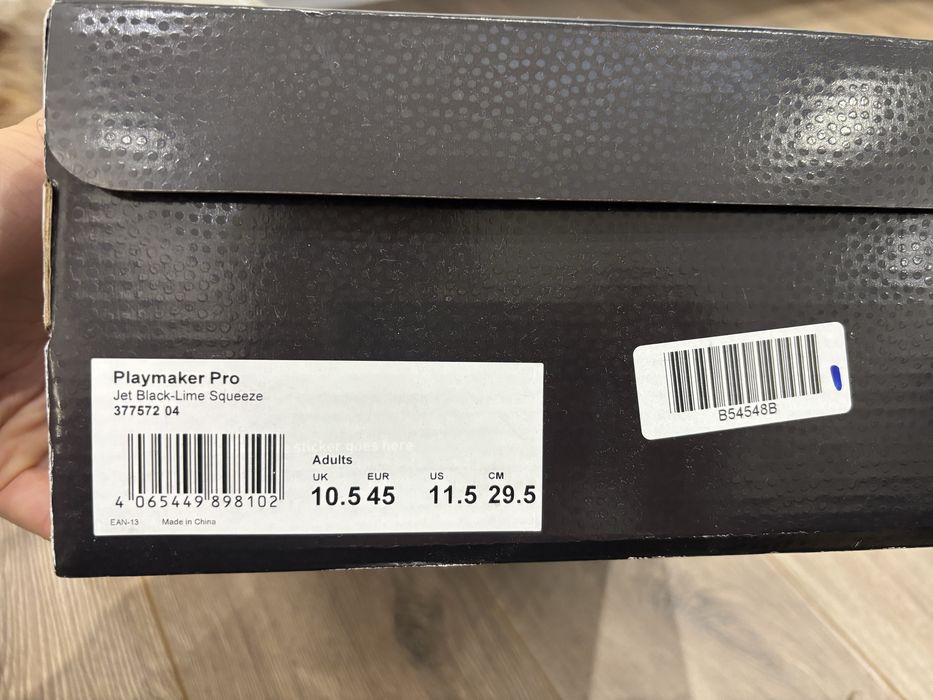 Playmaker Pro
Jet Black-Lime Squeeze
377572 04
sticker goes here
Adults
UK EUR US CM
10.5 45 11.5 29.5
4 065449 898102
EAN-13 Made in China
B54548B